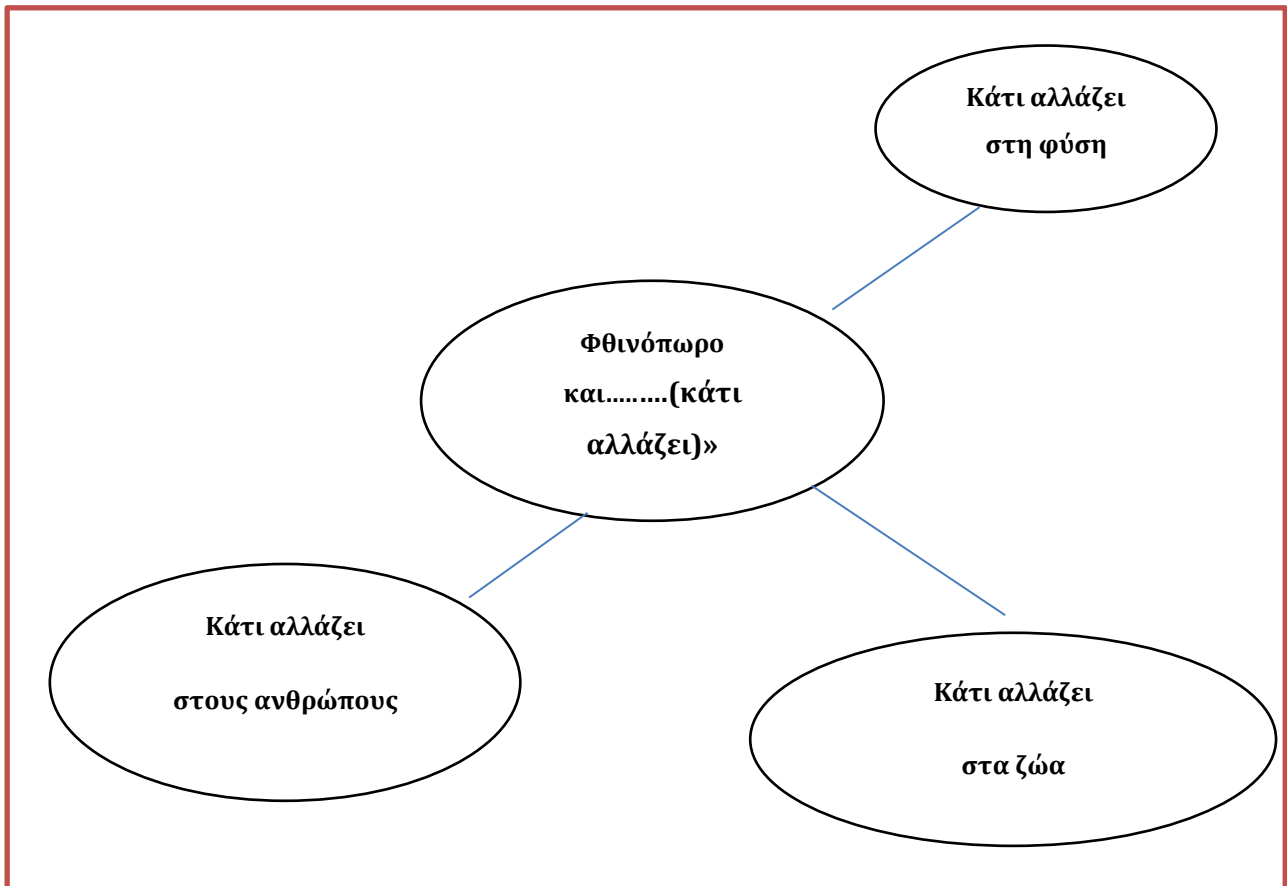 Κάτι αλλάζει
στη φύση
Φθινόπωρο
και.........(κάτι
αλλάζει)»
Κάτι αλλάζει
στους ανθρώπους
Κάτι αλλάζει
στα ζώα